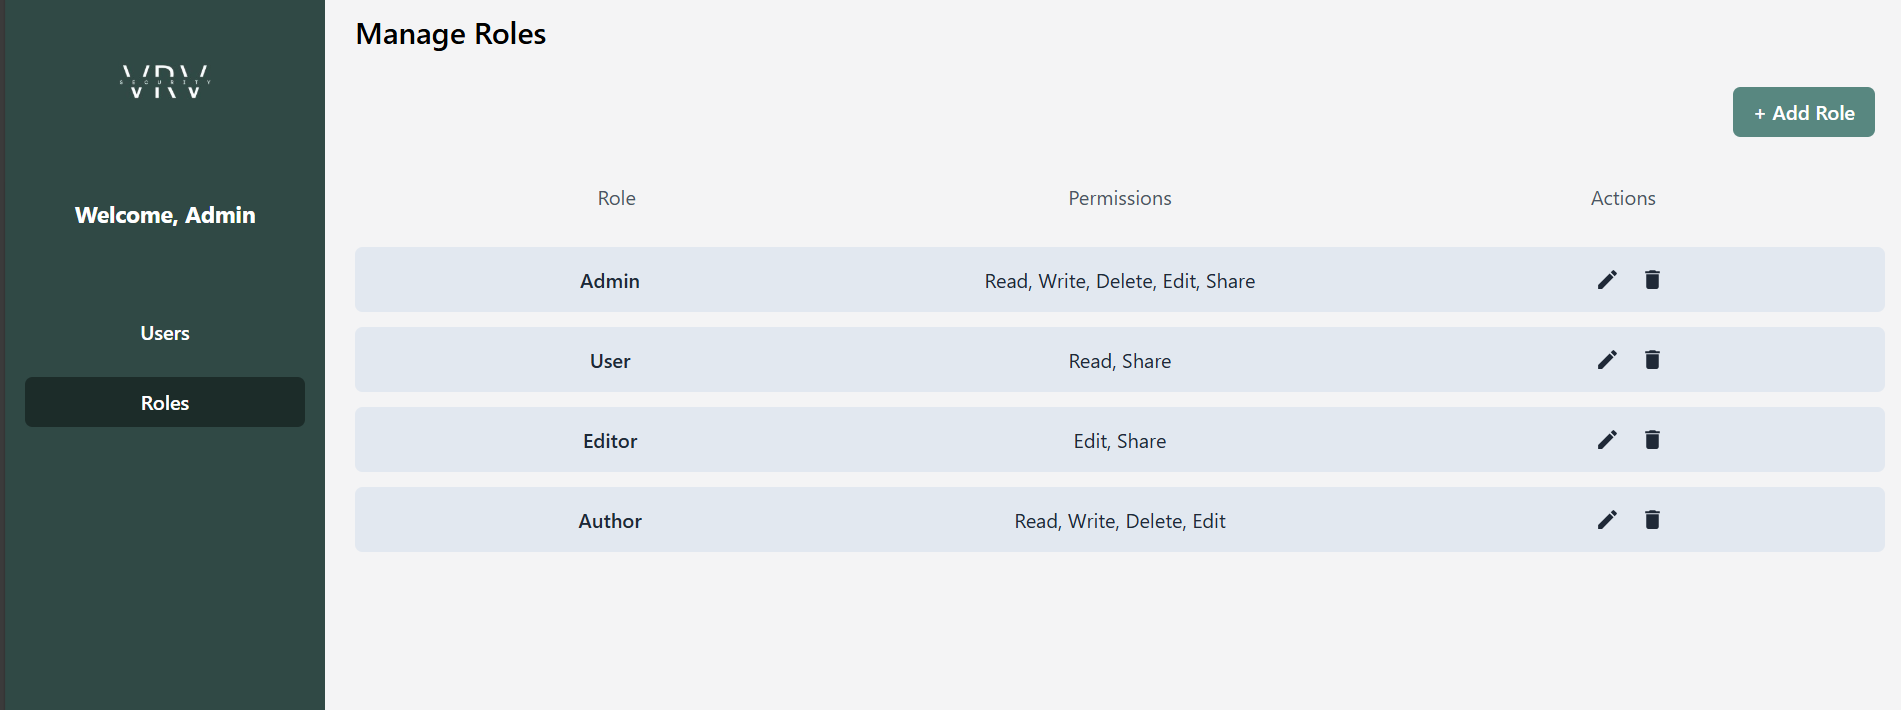 VRV
SECURITY
Welcome, Admin
Users
Roles
Manage Roles
+ Add Role
Role Permissions Actions
Admin Read, Write, Delete, Edit, Share
User Read, Share
Editor Edit, Share
Author Read, Write, Delete, Edit